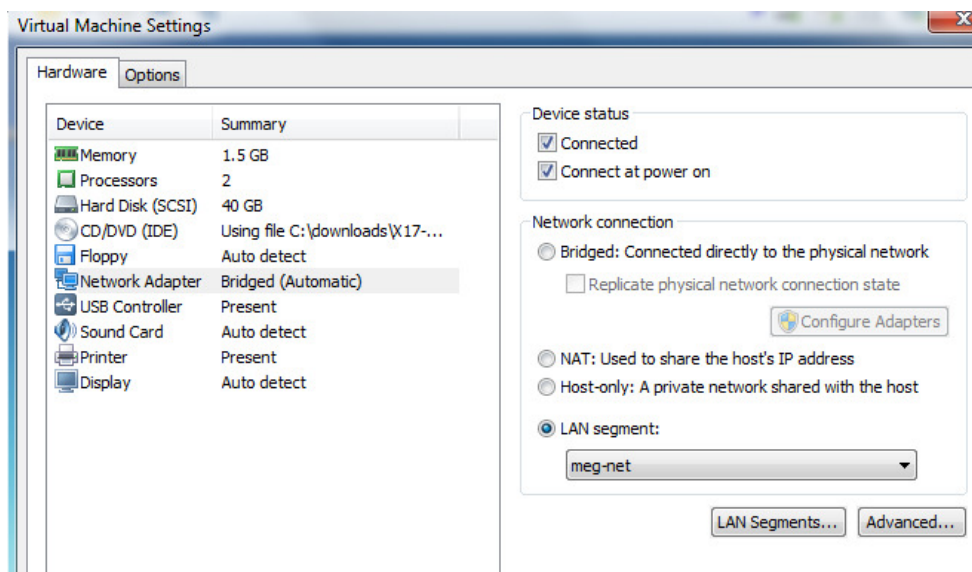 Virtual Machine Settings
Hardware Options
Device Summary
Memory 1.5 GB
Processors 2
Hard Disk (SCSI) 40 GB
CD/DVD (IDE) Using file C:\downloads\X17-...
Floppy Auto detect
Network Adapter Bridged (Automatic)
USB Controller Present
Sound Card Auto detect
Printer Present
Display Auto detect
Device status
Connected
Connect at power on
Network connection
Bridged: Connected directly to the physical network
Replicate physical network connection state
Configure Adapters
NAT: Used to share the host's IP address
Host-only: A private network shared with the host
LAN segment:
meg-net
LAN Segments... Advanced...